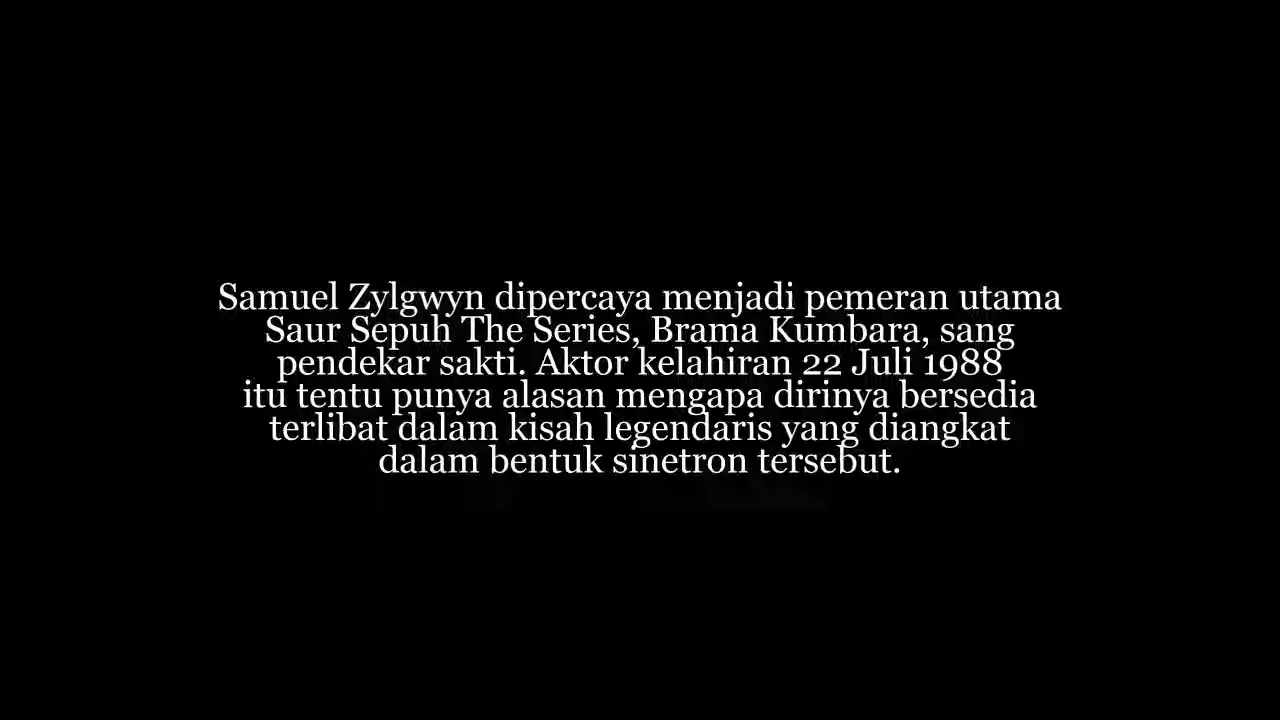 Samuel Zylgwyn dipercaya menjadi pemeran utama
Saur Sepuh The Series, Brama Kumbara, sang
pendekar sakti. Aktor kelahiran 22 Juli 1988
itu tentu punya alasan mengapa dirinya bersedia
terlibat dalam kisah legendaris yang diangkat
dalam bentuk sinetron tersebut.